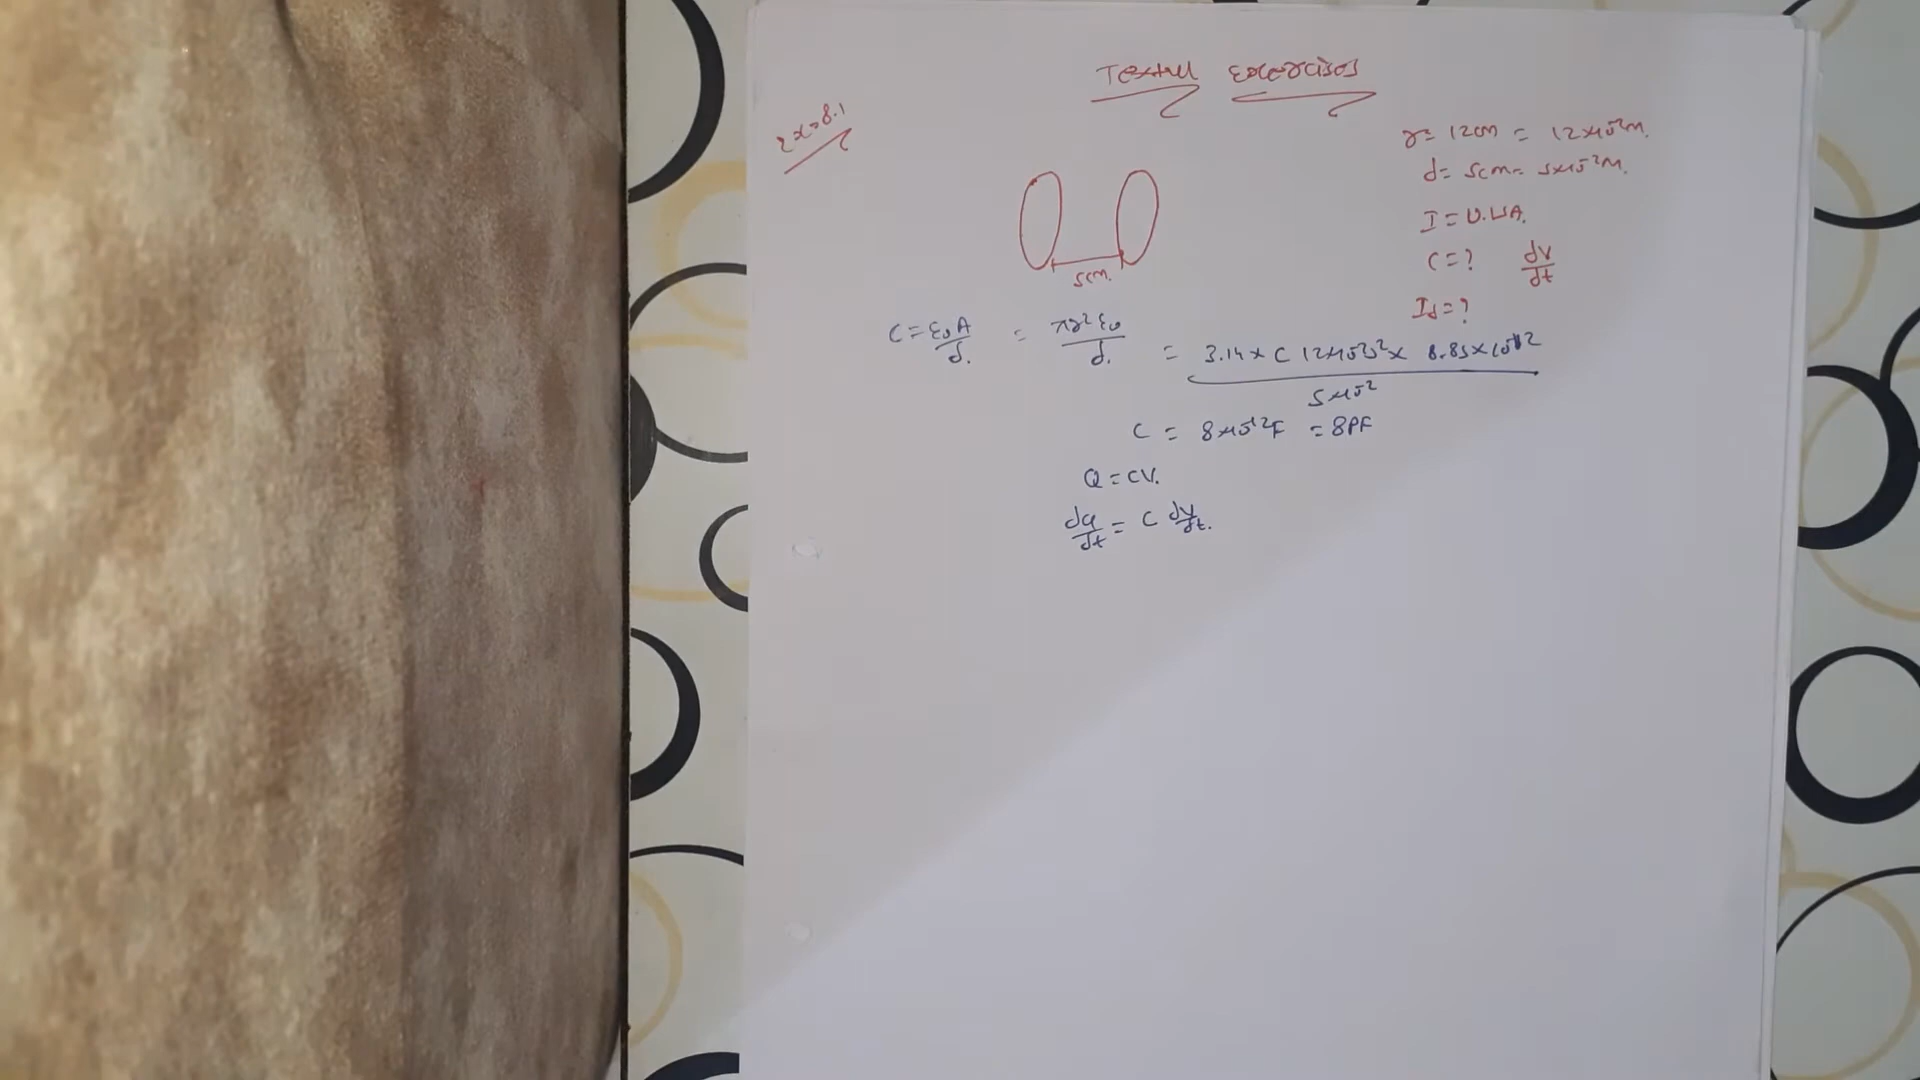 Textual Exercises
Ex 8.1
r = 12cm = 12×10⁻²m.
d = 5cm = 5×10⁻²m.
5cm.
I =
C = ? dV/dt
Id = ?
C = ε₀A/d. = πr²ε₀/d. = 3.14 × (12×10⁻²)² × 8.85×10⁻¹²/5×10⁻²
C = 8×10⁻¹²F = 8PF
Q = CV.
dq/dt = C dv/dt.